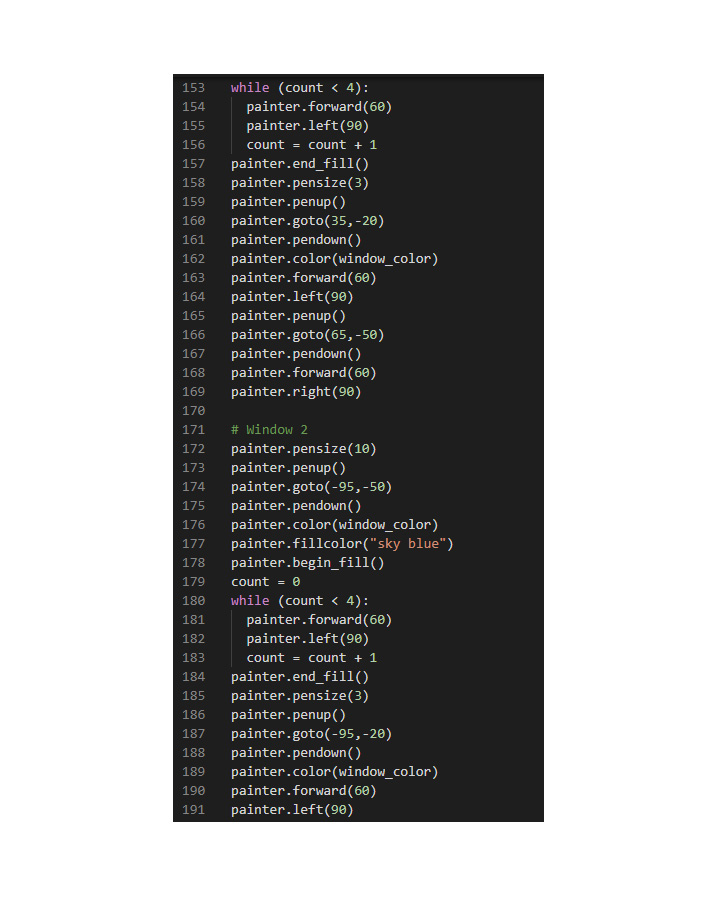 153 while (count < 4):
154   painter.forward(60)
155   painter.left(90)
156   count = count + 1
157 painter.end_fill()
158 painter.pensize(3)
159 painter.penup()
160 painter.goto(35,-20)
161 painter.pendown()
162 painter.color(window_color)
163 painter.forward(60)
164 painter.left(90)
165 painter.penup()
166 painter.goto(65,-50)
167 painter.pendown()
168 painter.forward(60)
169 painter.right(90)
170
171 # Window 2
172 painter.pensize(10)
173 painter.penup()
174 painter.goto(-95,-50)
175 painter.pendown()
176 painter.color(window_color)
177 painter.fillcolor("sky blue")
178 painter.begin_fill()
179 count = 0
180 while (count < 4):
181   painter.forward(60)
182   painter.left(90)
183   count = count + 1
184 painter.end_fill()
185 painter.pensize(3)
186 painter.penup()
187 painter.goto(-95,-20)
188 painter.pendown()
189 painter.color(window_color)
190 painter.forward(60)
191 painter.left(90)